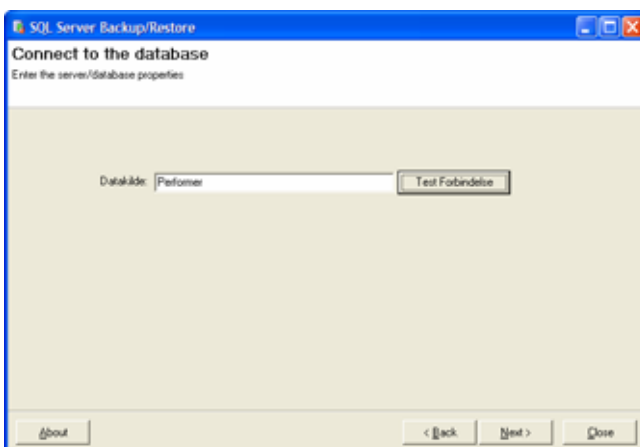 SQL Server Backup/Restore
Connect to the database
Enter the server/database properties
Datakilde: Performer Test Forbindelse
About < Back Next > Close